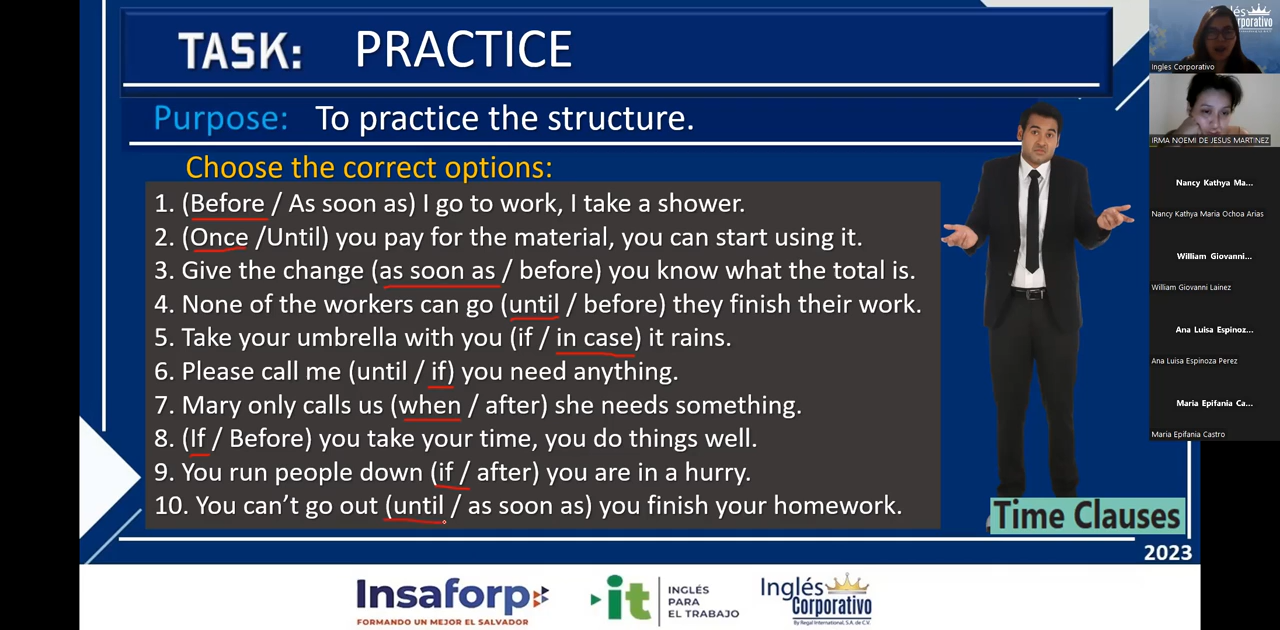 TASK: PRACTICE
Purpose: To practice the structure.
Choose the correct options:
1. (Before / As soon as) I go to work, I take a shower.
2. (Once /Until) you pay for the material, you can start using it.
3. Give the change (as soon as / before) you know what the total is.
4. None of the workers can go (until / before) they finish their work.
5. Take your umbrella with you (if / in case) it rains.
6. Please call me (until / if) you need anything.
7. Mary only calls us (when / after) she needs something.
8. (If / Before) you take your time, you do things well.
9. You run people down (if / after) you are in a hurry.
10. You can’t go out (until / as soon as) you finish your homework.
Time Clauses
2023
Insaforp
FORMANDO UN MEJOR EL SALVADOR
it
INGLÉS
PARA
EL TRABAJO
Inglés
Corporativo
By Regal International, S.A. de C.V.
Ingles Corporativo
IRMA NOEMI DE JESUS MARTINEZ
Nancy Kathya Ma...
Nancy Kathya Maria Ochoa Arias
William Giovanni...
William Giovanni Lainez
Ana Luisa Espinoz...
Ana Luisa Espinoza Perez
Maria Epifania Ca...
Maria Epifania Castro